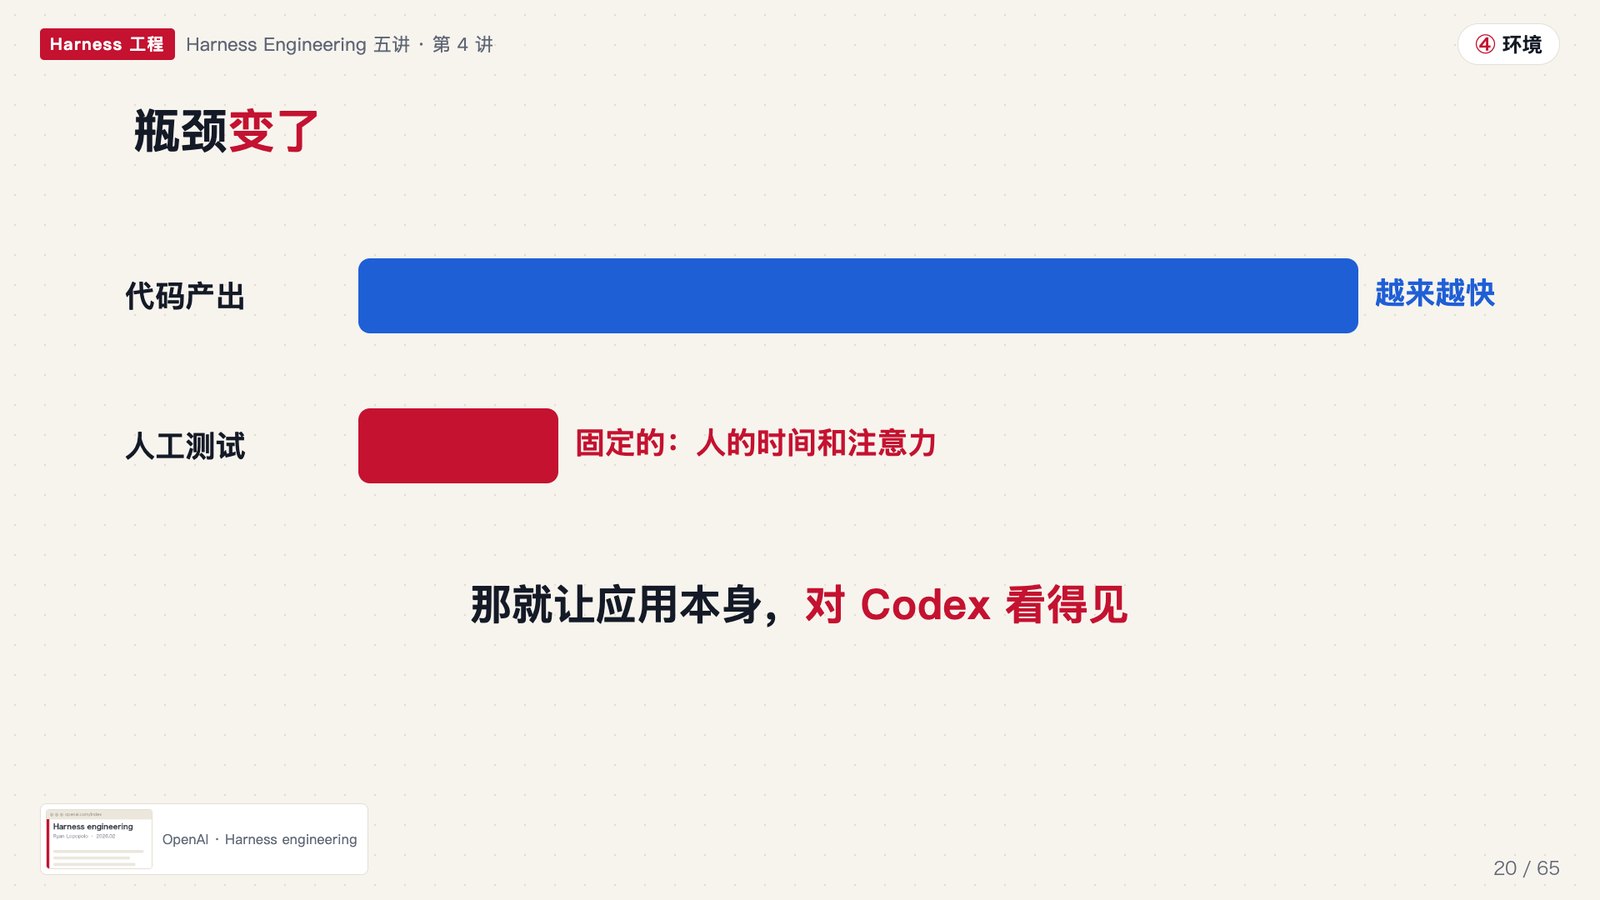 Harness 工程 Harness Engineering 五讲 · 第 4 讲
④ 环境
瓶颈变了
代码产出 越来越快
人工测试 固定的：人的时间和注意力
那就让应用本身，对 Codex 看得见
Harness engineering
OpenAI · Harness engineering
20 / 65